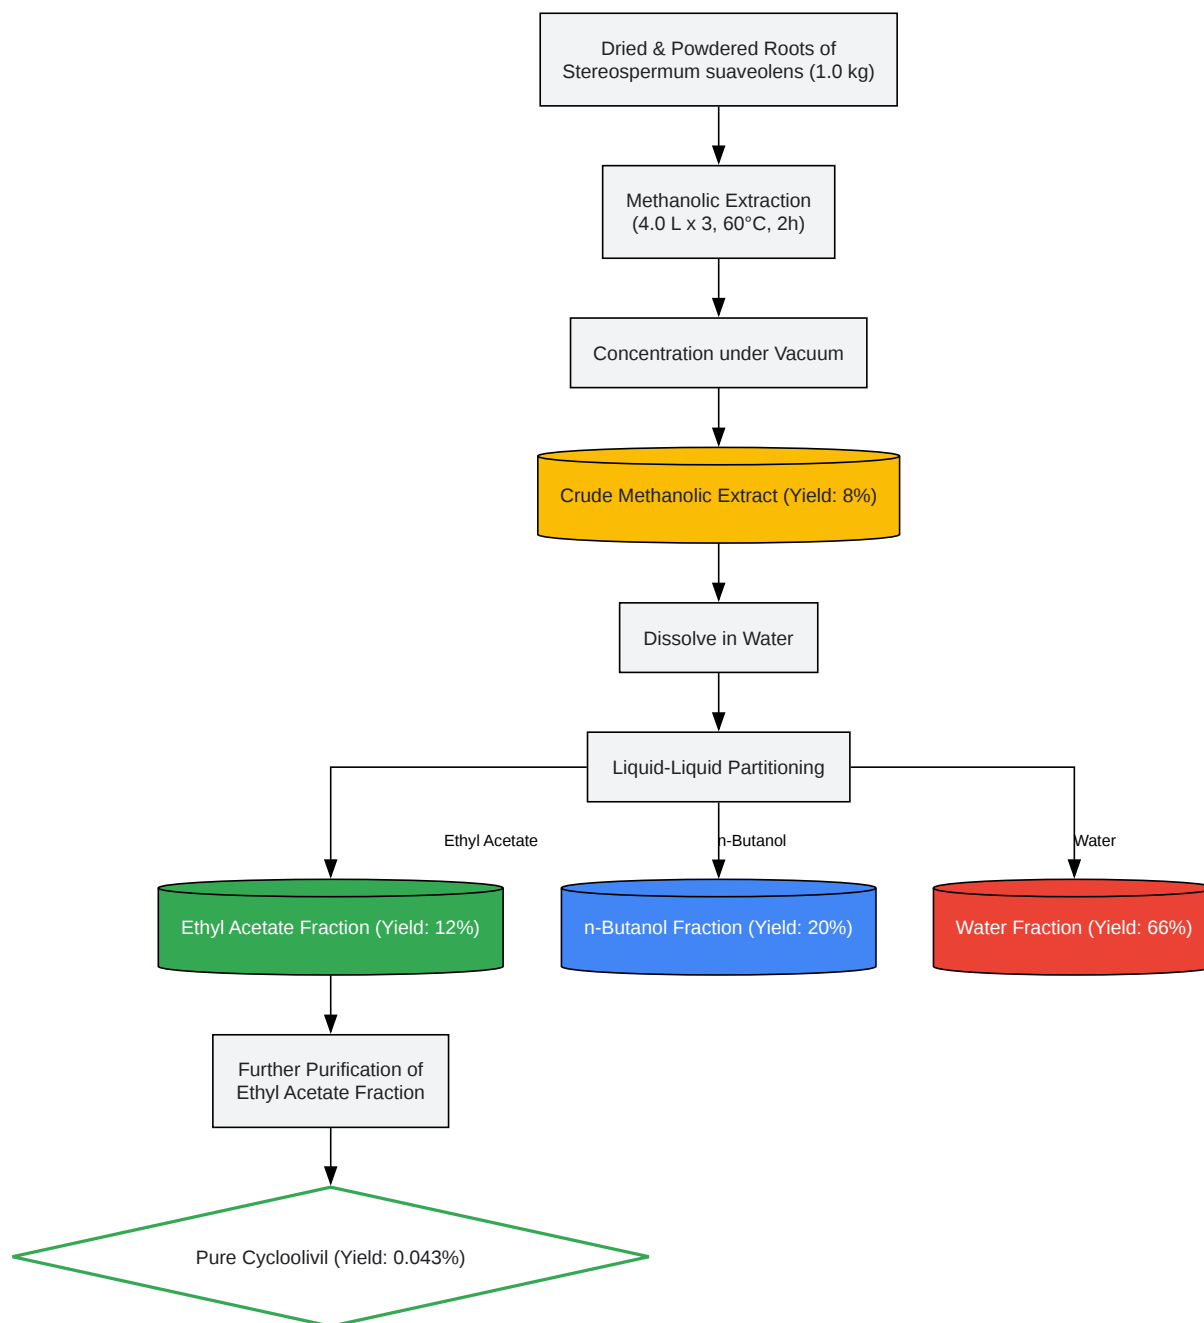 Dried & Powdered Roots of
Stereospermum suaveolens (1.0 kg)
Methanolic Extraction
(4.0 L x 3, 60°C, 2h)
Concentration under Vacuum
Crude Methanolic Extract (Yield: 8%)
Dissolve in Water
Liquid-Liquid Partitioning
Ethyl Acetate
n-Butanol
Water
Ethyl Acetate Fraction (Yield: 12%)
n-Butanol Fraction (Yield: 20%)
Water Fraction (Yield: 66%)
Further Purification of
Ethyl Acetate Fraction
Pure Cycloolivil (Yield: 0.043%)